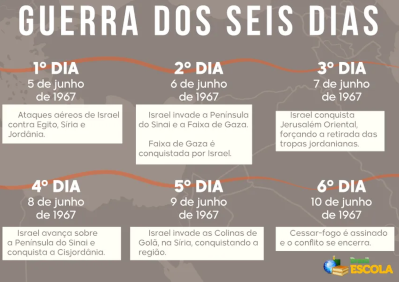 GUERRA DOS SEIS DIAS
1º DIA
5 de junho
de 1967
Ataques aéreos de Israel
contra Egito, Síria e
Jordânia.
2º DIA
6 de junho
de 1967
Israel invade a Península
do Sinai e a Faixa de Gaza.
Faixa de Gaza é
conquistada por Israel.
3º DIA
7 de junho
de 1967
Israel conquista
Jerusalém Oriental,
forçando a retirada das
tropas jordanianas.
4º DIA
8 de junho
de 1967
Israel avança sobre
a Península do Sinai e
conquista a Cisjordânia.
5º DIA
9 de junho
de 1967
Israel invade as Colinas de
Golã, na Síria, conquistando a
região.
6º DIA
10 de junho
de 1967
Cessar-fogo é assinado
e o conflito se encerra.
ESCOLA